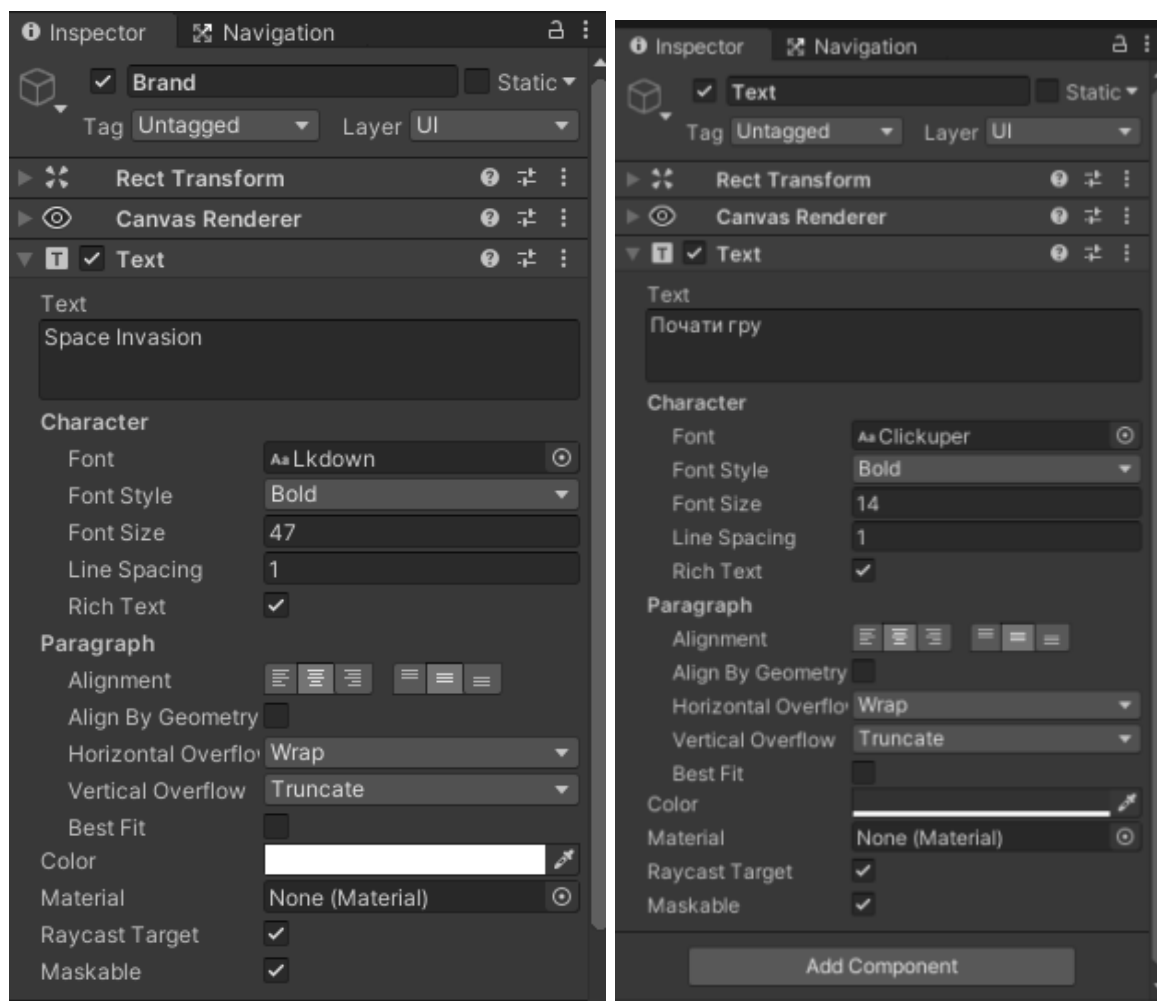 Inspector Navigation
Brand Static
Tag Untagged Layer UI
Rect Transform
Canvas Renderer
Text
Text
Space Invasion
Character
Font Aa Lkdown
Font Style Bold
Font Size 47
Line Spacing 1
Rich Text
Paragraph
Alignment
Align By Geometry
Horizontal Overflo
Wrap
Vertical Overflow Truncate
Best Fit
Color
Material None (Material)
Raycast Target
Maskable
Inspector Navigation
Text Static
Tag Untagged Layer UI
Rect Transform
Canvas Renderer
Text
Text
Почати гру
Character
Font Aa Clickuper
Font Style Bold
Font Size 14
Line Spacing 1
Rich Text
Paragraph
Alignment
Align By Geometry
Horizontal Overflo
Wrap
Vertical Overflow Truncate
Best Fit
Color
Material None (Material)
Raycast Target
Maskable
Add Component